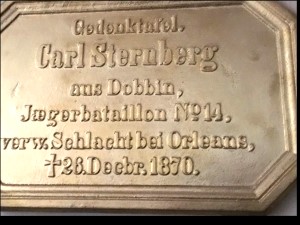 Gedenktafel.
Carl Sternberg
aus Dobbin,
Jægerbataillon No 14,
verw. Schlacht bei Orleans,
†26. Decbr. 1870.